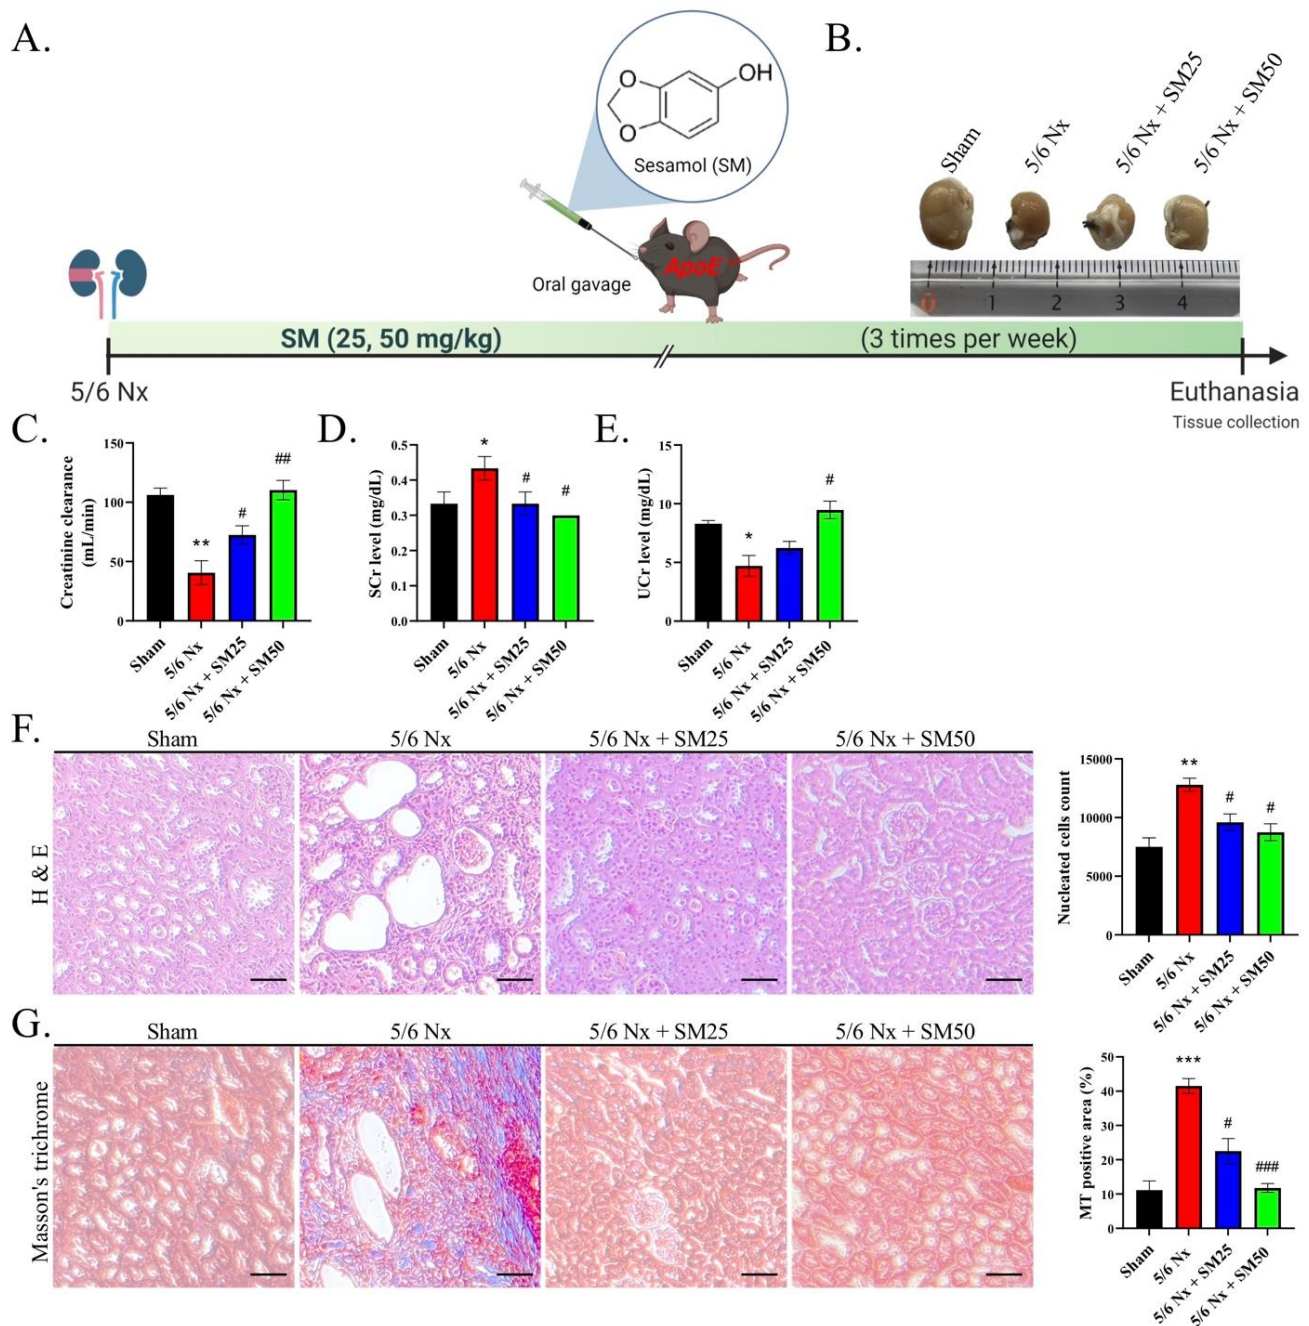 A.
OH
O
O
Sesamol (SM)
Oral gavage
ApoE
SM (25, 50 mg/kg)
(3 times per week)
5/6 Nx
Euthanasia
Tissue collection
B.
Sham
5/6 Nx
5/6 Nx + SM25
5/6 Nx + SM50
0 1 2 3 4
C.
Creatinine clearance
(mL/min)
150
100
50
0
**
#
##
Sham
5/6 Nx
5/6 Nx + SM25
5/6 Nx + SM50
D.
SCr level (mg/dL)
0.5
0.4
0.3
0.2
0.1
0.0
*
#
#
Sham
5/6 Nx
5/6 Nx + SM25
5/6 Nx + SM50
E.
UCr level (mg/dL)
15
10
5
0
*
#
Sham
5/6 Nx
5/6 Nx + SM25
5/6 Nx + SM50
F.
Sham
5/6 Nx
5/6 Nx + SM25
5/6 Nx + SM50
H & E
Nucleated cells count
15000
10000
5000
0
**
#
#
Sham
5/6 Nx
5/6 Nx + SM25
5/6 Nx + SM50
G.
Sham
5/6 Nx
5/6 Nx + SM25
5/6 Nx + SM50
Masson's trichrome
MT positive area (%)
50
40
30
20
10
0
***
#
###
Sham
5/6 Nx
5/6 Nx + SM25
5/6 Nx + SM50